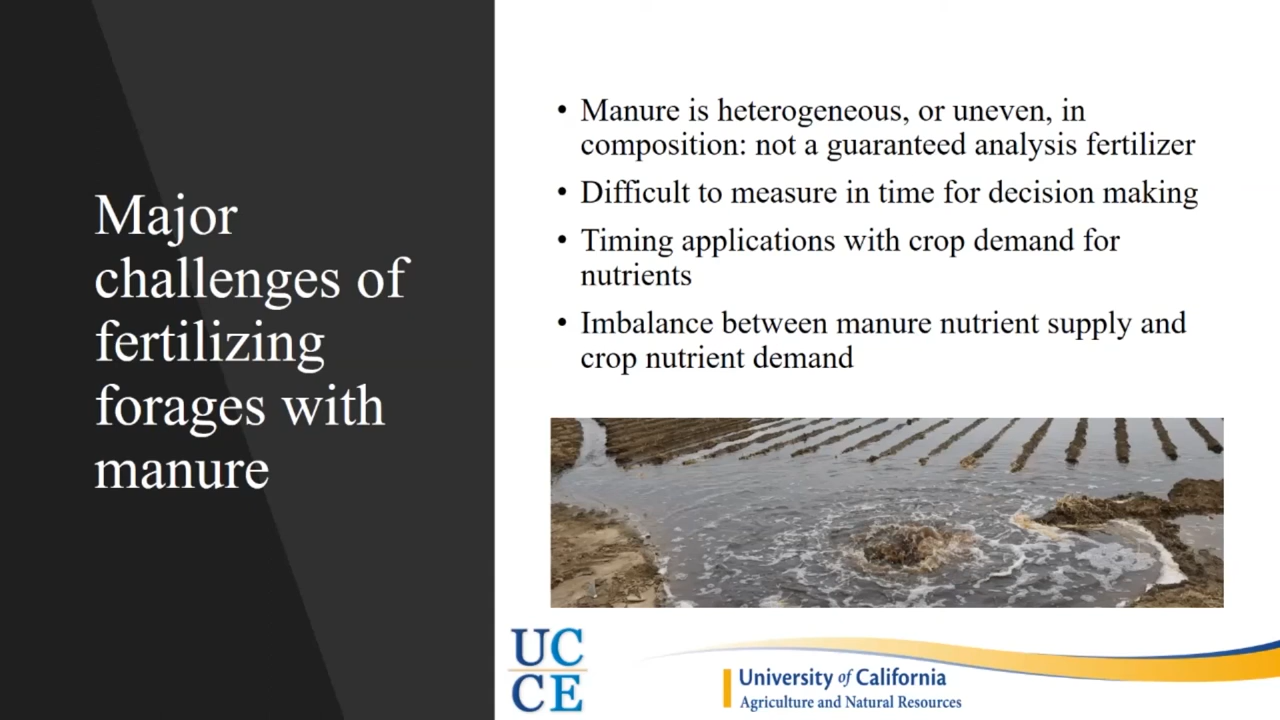 Major
challenges of
fertilizing
forages with
manure
• Manure is heterogeneous, or uneven, in
composition: not a guaranteed analysis fertilizer
• Difficult to measure in time for decision making
• Timing applications with crop demand for
nutrients
• Imbalance between manure nutrient supply and
crop nutrient demand
UC
CE
University of California
Agriculture and Natural Resources